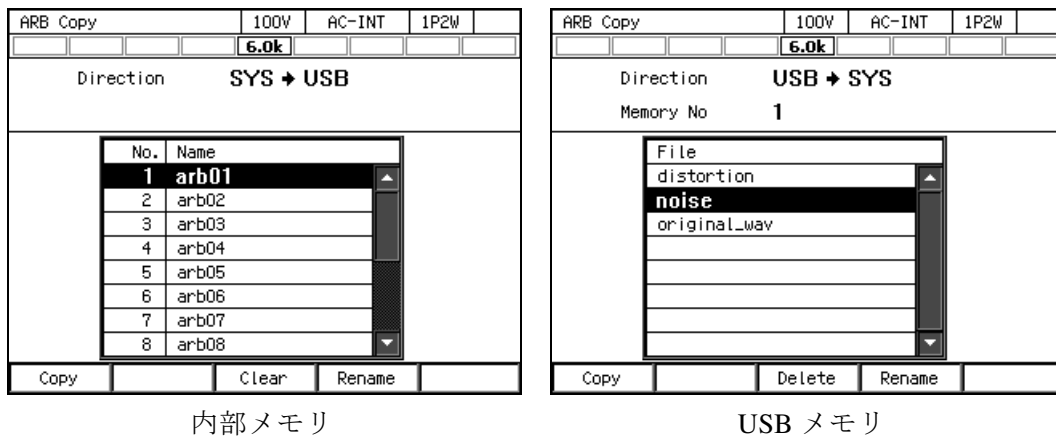 ARB Copy 100V AC-INT 1P2W
6.0k
Direction SYS → USB
No. Name
1 arb01
2 arb02
3 arb03
4 arb04
5 arb05
6 arb06
7 arb07
8 arb08
Copy Clear Rename
内部メモリ
ARB Copy 100V AC-INT 1P2W
6.0k
Direction USB → SYS
Memory No 1
File
distortion
noise
original_wav
Copy Delete Rename
USB メモリ